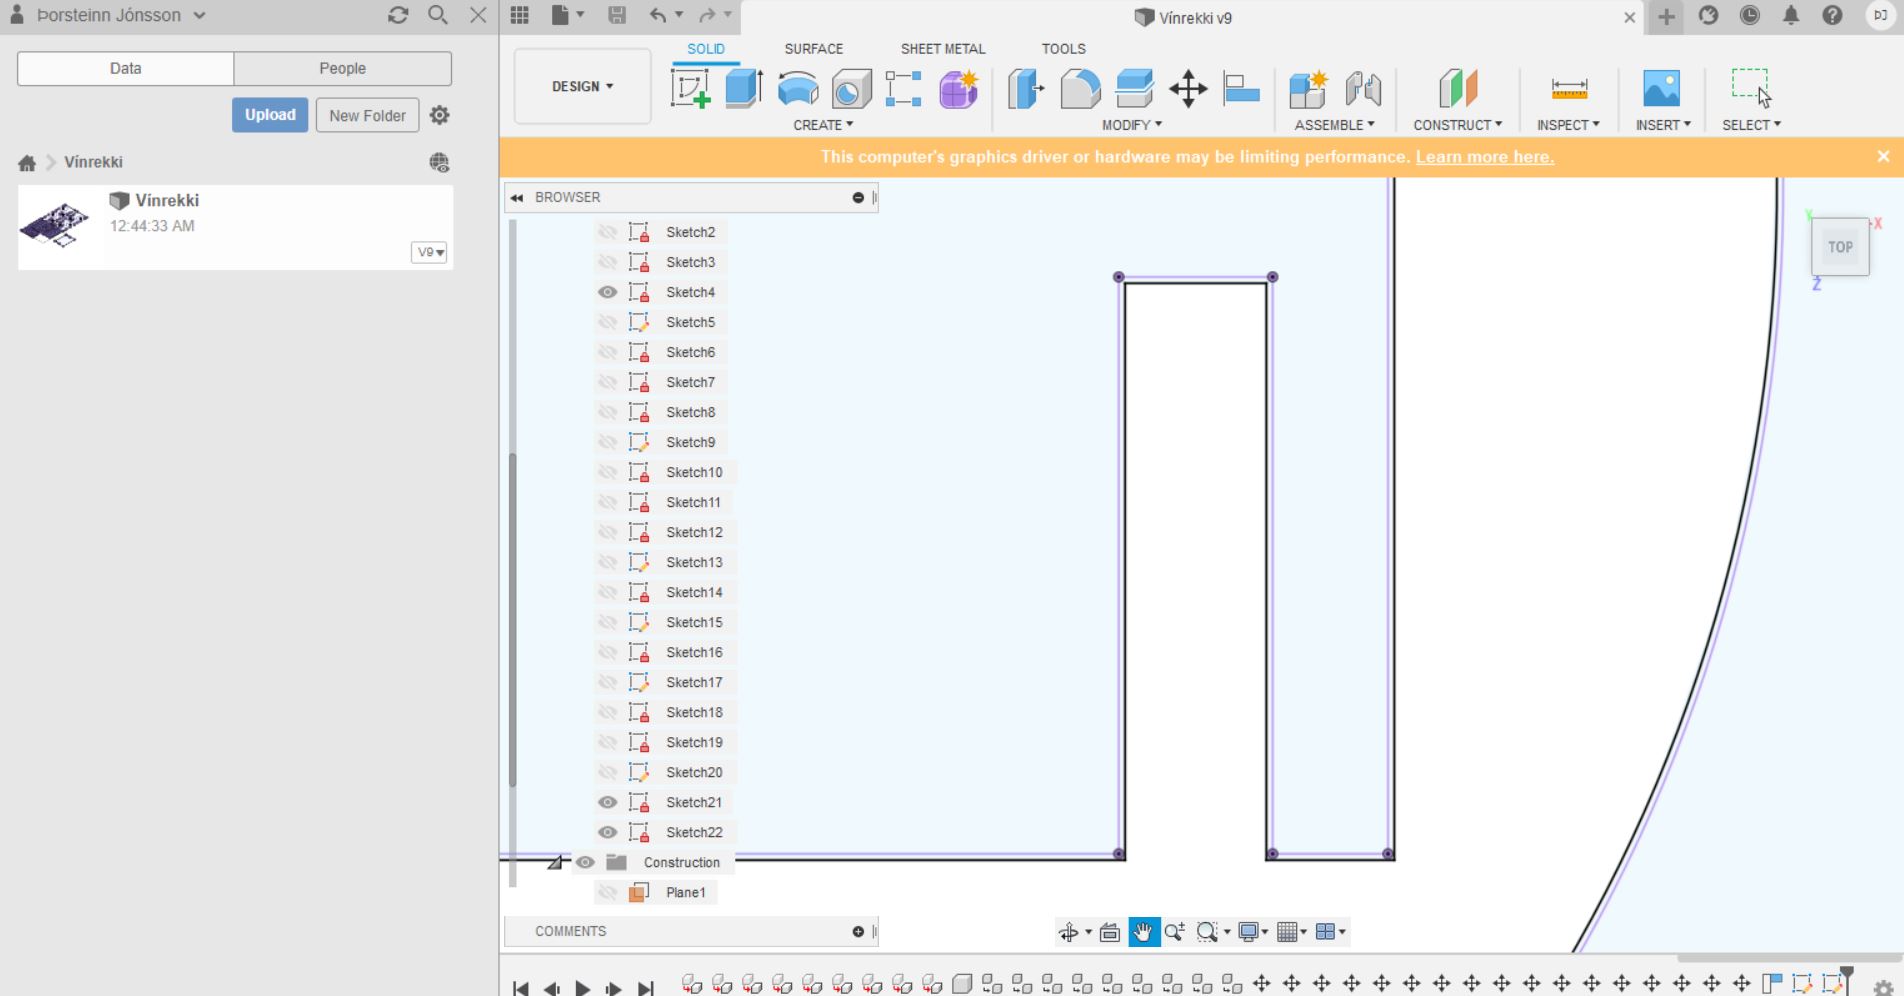 Þorsteinn Jónsson
Vínrekki v9
ÞJ
Data
People
Upload
New Folder
Vínrekki
Vínrekki
12:44:33 AM
V9
DESIGN
SOLID
SURFACE
SHEET METAL
TOOLS
CREATE
MODIFY
ASSEMBLE
CONSTRUCT
INSPECT
INSERT
SELECT
This computer's graphics driver or hardware may be limiting performance. Learn more here.
BROWSER
Sketch2
Sketch3
Sketch4
Sketch5
Sketch6
Sketch7
Sketch8
Sketch9
Sketch10
Sketch11
Sketch12
Sketch13
Sketch14
Sketch15
Sketch16
Sketch17
Sketch18
Sketch19
Sketch20
Sketch21
Sketch22
Construction
Plane1
Y
X
TOP
Z
COMMENTS